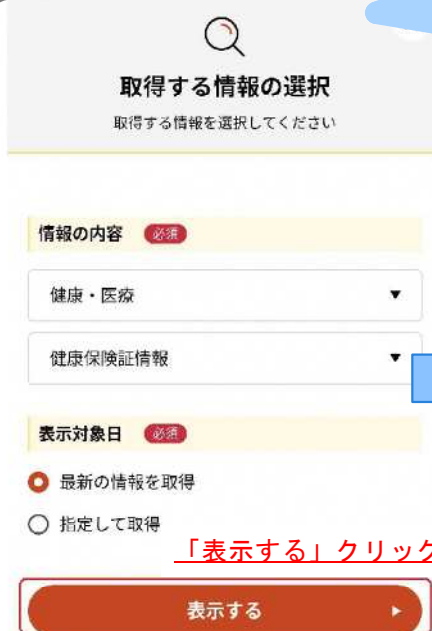 取得する情報の選択
取得する情報を選択してください
情報の内容 必須
健康・医療 ▼
健康保険証情報 ▼
表示対象日 必須
最新の情報を取得
指定して取得
「表示する」クリック
表示する